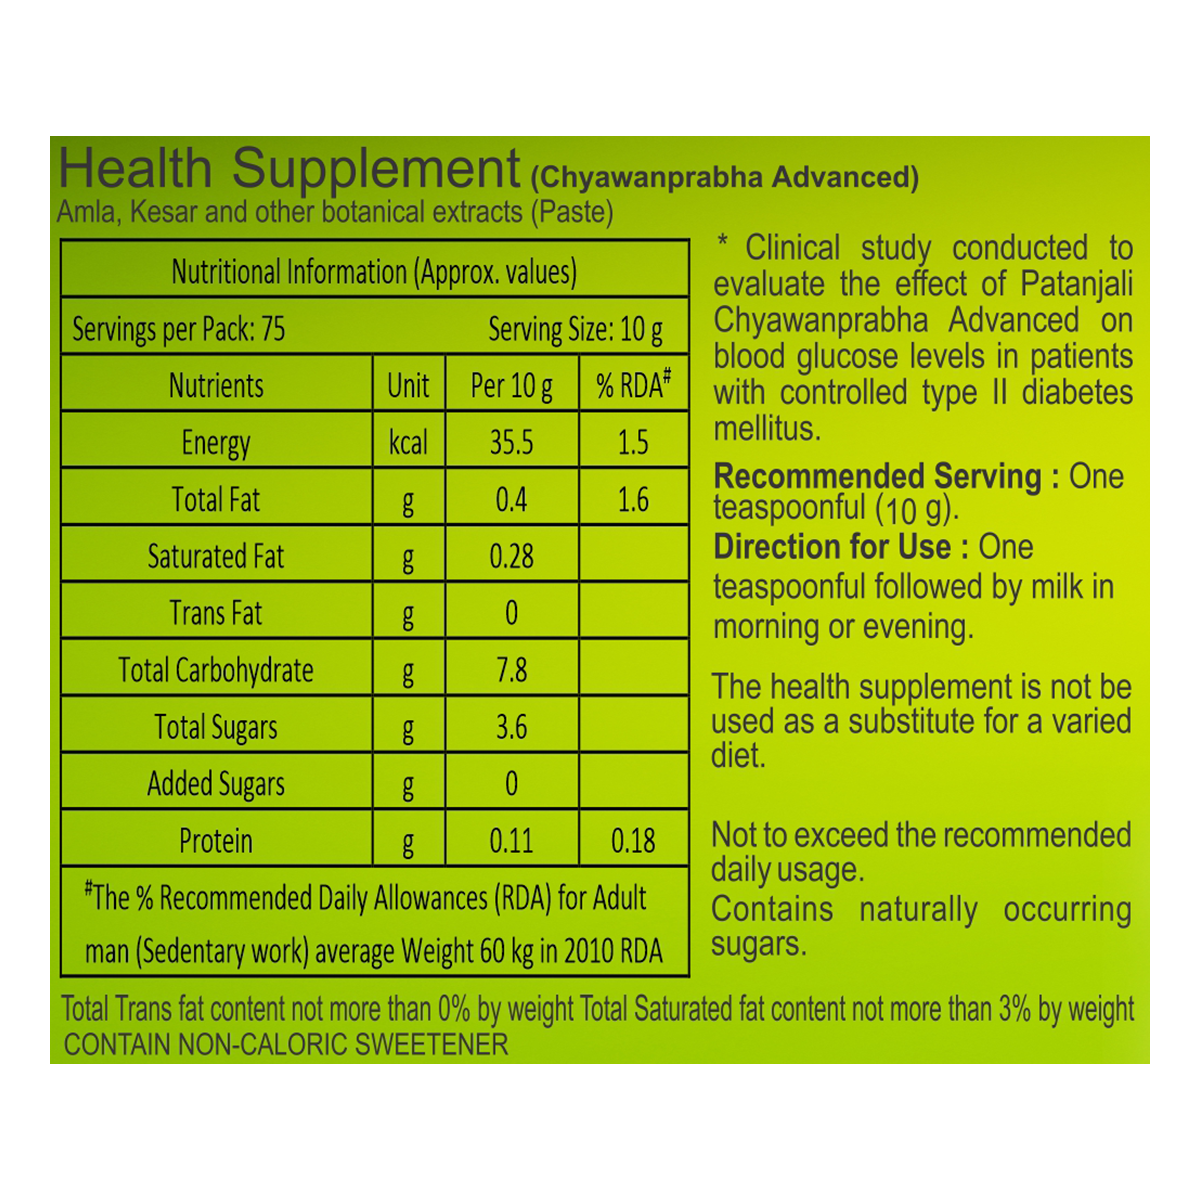 Health Supplement (Chyawanprabha Advanced)
Amla, Kesar and other botanical extracts (Paste)
Nutritional Information (Approx. values)
Servings per Pack: 75 Serving Size: 10 g
Nutrients Unit Per 10 g % RDA#
Energy kcal 35.5 1.5
Total Fat g 0.4 1.6
Saturated Fat g 0.28
Trans Fat g 0
Total Carbohydrate g 7.8
Total Sugars g 3.6
Added Sugars g 0
Protein g 0.11 0.18
#The % Recommended Daily Allowances (RDA) for Adult
man (Sedentary work) average Weight 60 kg in 2010 RDA
* Clinical study conducted to
evaluate the effect of Patanjali
Chyawanprabha Advanced on
blood glucose levels in patients
with controlled type II diabetes
mellitus.
Recommended Serving : One
teaspoonful (10 g).
Direction for Use : One
teaspoonful followed by milk in
morning or evening.
The health supplement is not be
used as a substitute for a varied
diet.
Not to exceed the recommended
daily usage.
Contains naturally occurring
sugars.
Total Trans fat content not more than 0% by weight Total Saturated fat content not more than 3% by weight
CONTAIN NON-CALORIC SWEETENER